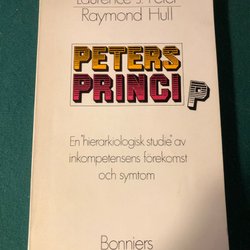 Laurence J. Peter
Raymond Hull
PETERS
PRINCIP
En "hierarkiologisk studie" av
inkompetensens förekomst
och symtom
Bonniers